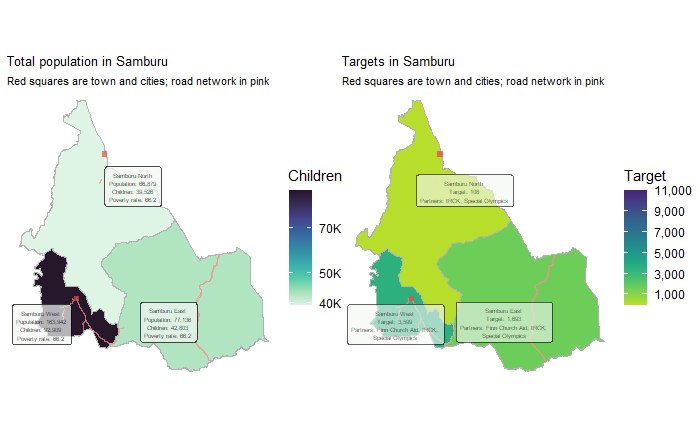 Total population in Samburu
Red squares are town and cities; road network in pink
Samburu North
Population: 66,879
Children: 39,526
Poverty rate: 66.2
Samburu West
Population: 163,942
Children: 92,909
Poverty rate: 66.2
Samburu East
Population: 77,136
Children: 42,803
Poverty rate: 66.2
Children
70K
50K
40K
Targets in Samburu
Red squares are town and cities; road network in pink
Samburu North
Target: 108
Partners: IRCK, Special Olympics
Samburu West
Target: 3,599
Partners: Finn Church Aid, IRCK,
Special Olympics
Samburu East
Target: 1,693
Partners: Finn Church Aid, IRCK,
Special Olympics
Target
11,000
9,000
7,000
5,000
3,000
1,000